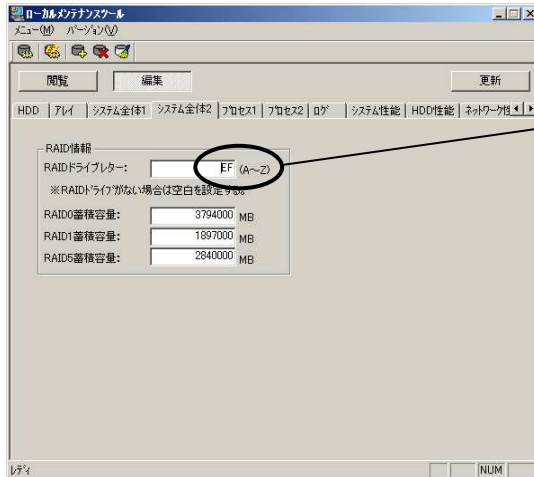 ローカルメンテナンスツール
メニュー(M) バージョン(V)
閲覧 編集 更新
HDD アレイ システム全体1 システム全体2 プロセス1 プロセス2 ログ システム性能 HDD性能 ネットワーク性
RAID情報
RAIDドライブレター: EF (A～Z)
※RAIDドライブがない場合は空白を設定する。
RAID0蓄積容量: 3794000 MB
RAID1蓄積容量: 1897000 MB
RAID5蓄積容量: 2840000 MB
レディ NUM